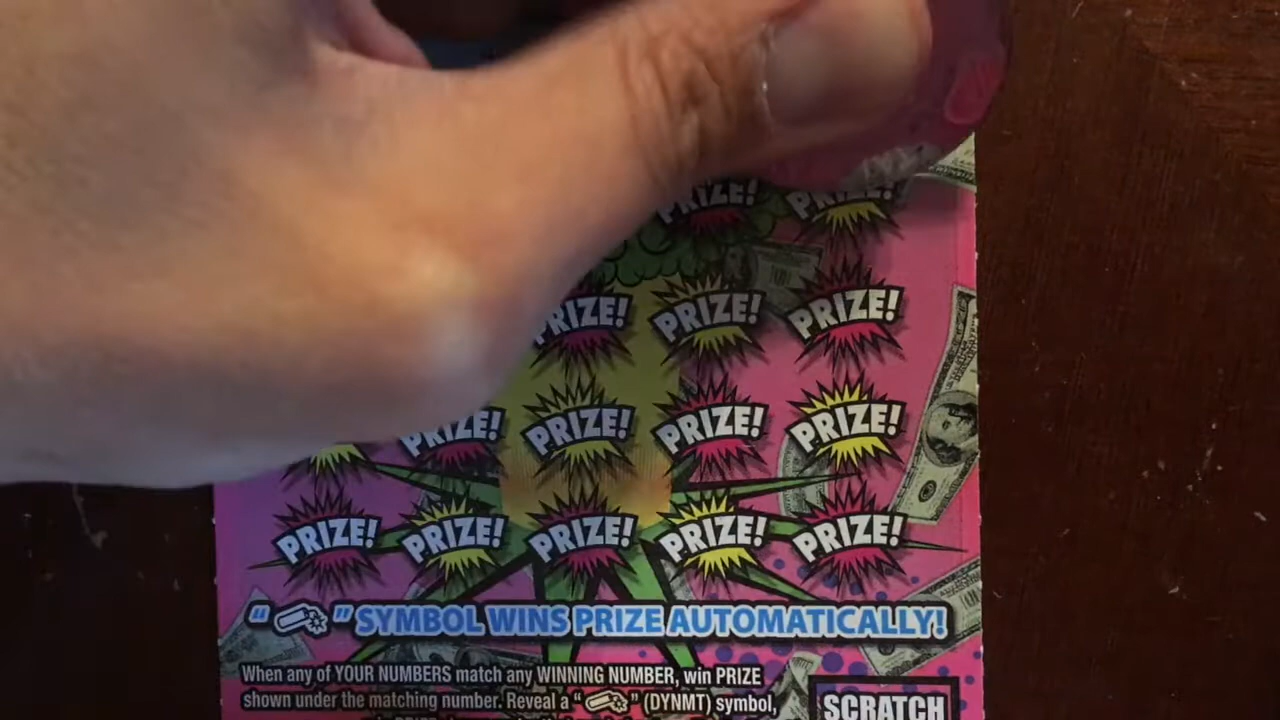 PRIZE! PRIZE!
PRIZE! PRIZE! PRIZE!
PRIZE! PRIZE! PRIZE! PRIZE!
PRIZE! PRIZE! PRIZE! PRIZE! PRIZE!
" " SYMBOL WINS PRIZE AUTOMATICALLY!
When any of YOUR NUMBERS match any WINNING NUMBER, win PRIZE
shown under the matching number. Reveal a " " (DYNMT) symbol,
SCRATCH